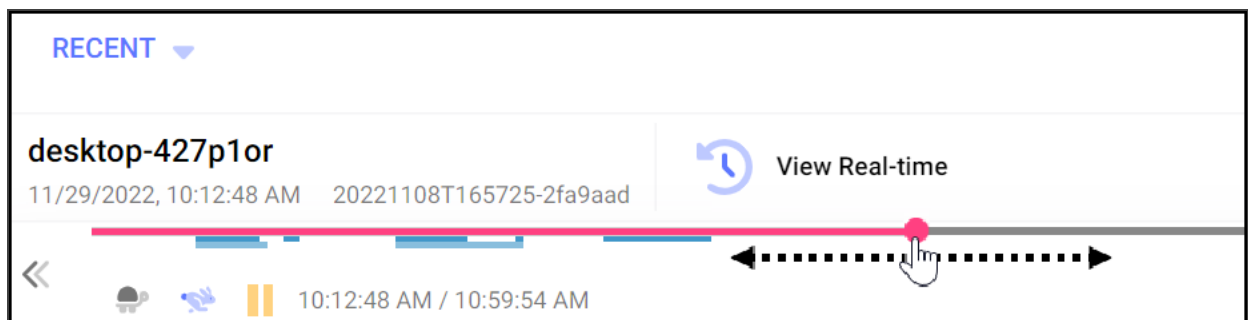 RECENT
desktop-427p1or
11/29/2022, 10:12:48 AM 20221108T165725-2fa9aad
View Real-time
10:12:48 AM / 10:59:54 AM